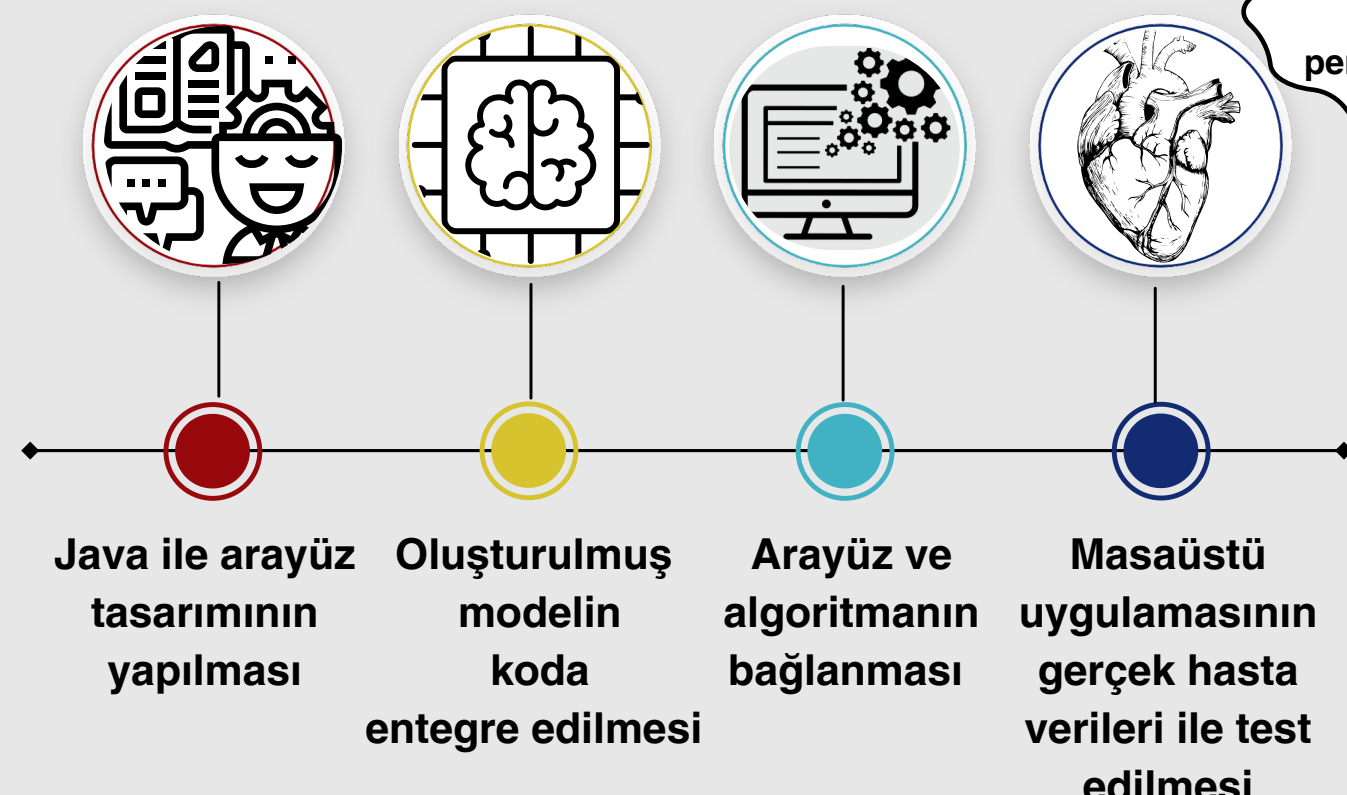 Java ile arayüz
tasarımının
yapılması
Oluşturulmuş
modelin
koda
entegre edilmesi
Arayüz ve
algoritmanın
bağlanması
Masaüstü
uygulamasının
gerçek hasta
verileri ile test
edilmesi